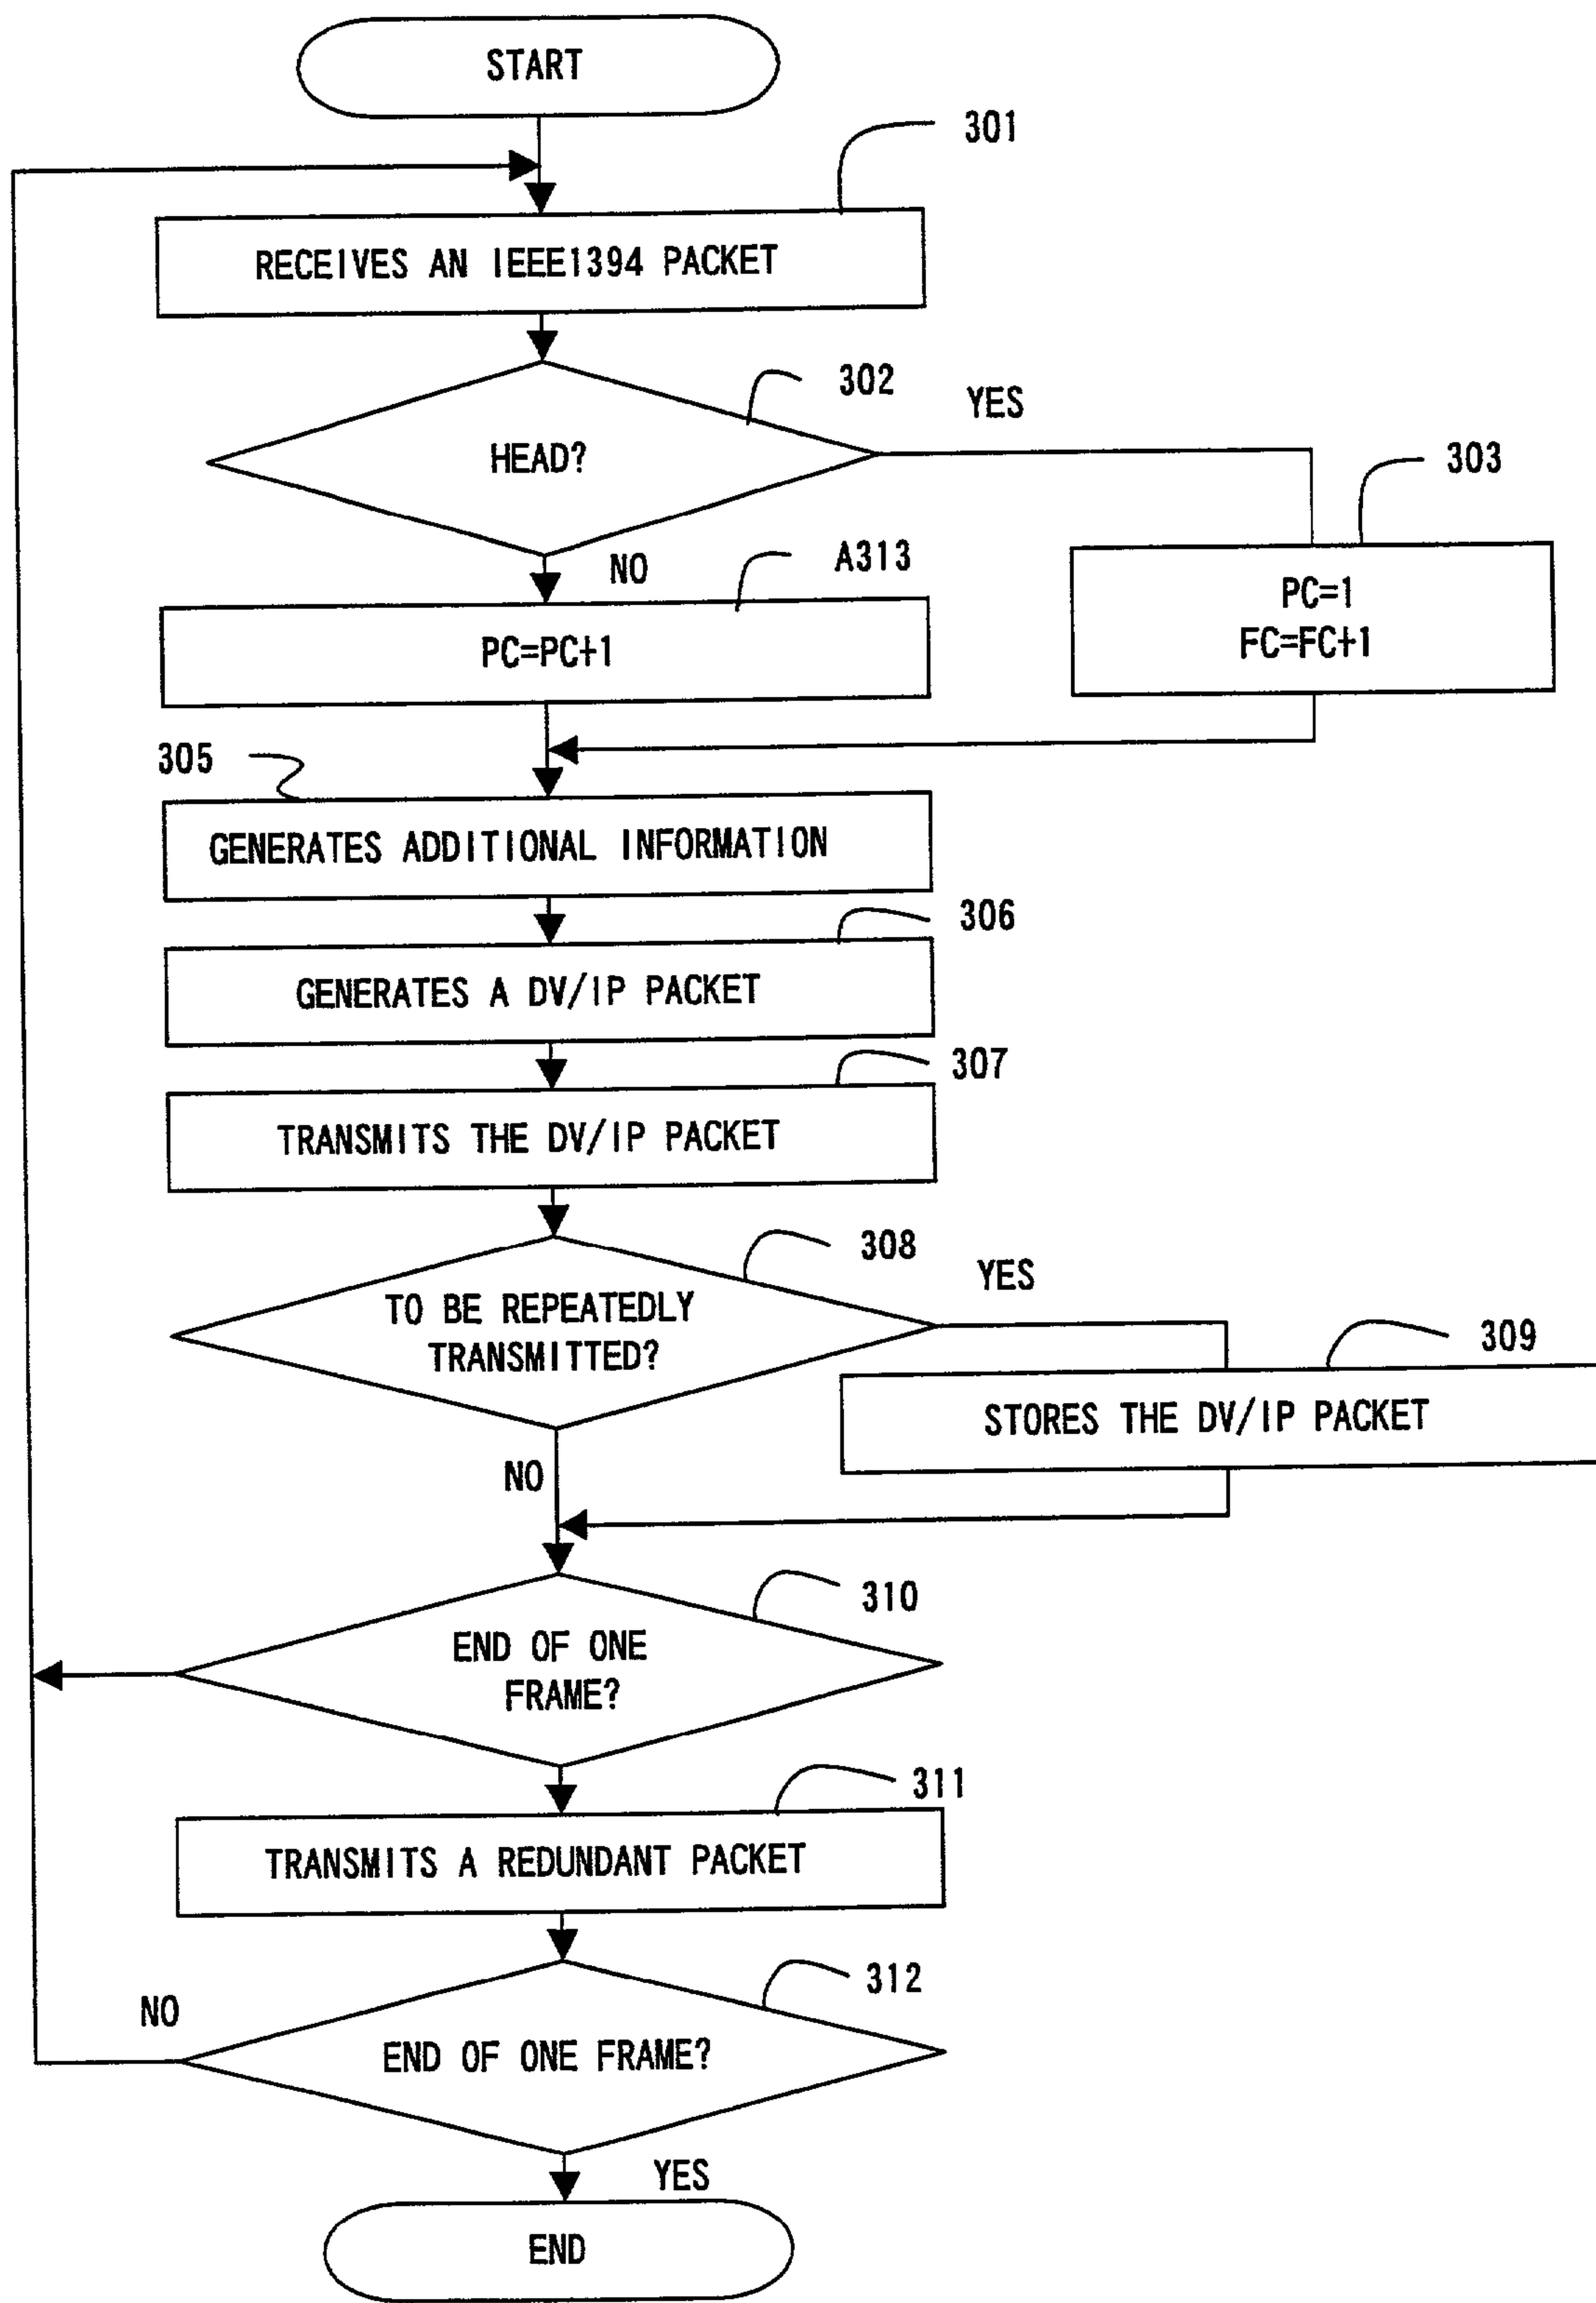 START
301
RECEIVES AN IEEE1394 PACKET
302
YES
HEAD?
303
NO
A313
PC=1
FC=FC+1
PC=PC+1
305
GENERATES ADDITIONAL INFORMATION
306
GENERATES A DV/IP PACKET
307
TRANSMITS THE DV/IP PACKET
308
YES
TO BE REPEATEDLY
TRANSMITTED?
309
STORES THE DV/IP PACKET
NO
310
END OF ONE
FRAME?
311
TRANSMITS A REDUNDANT PACKET
312
NO
END OF ONE FRAME?
YES
END